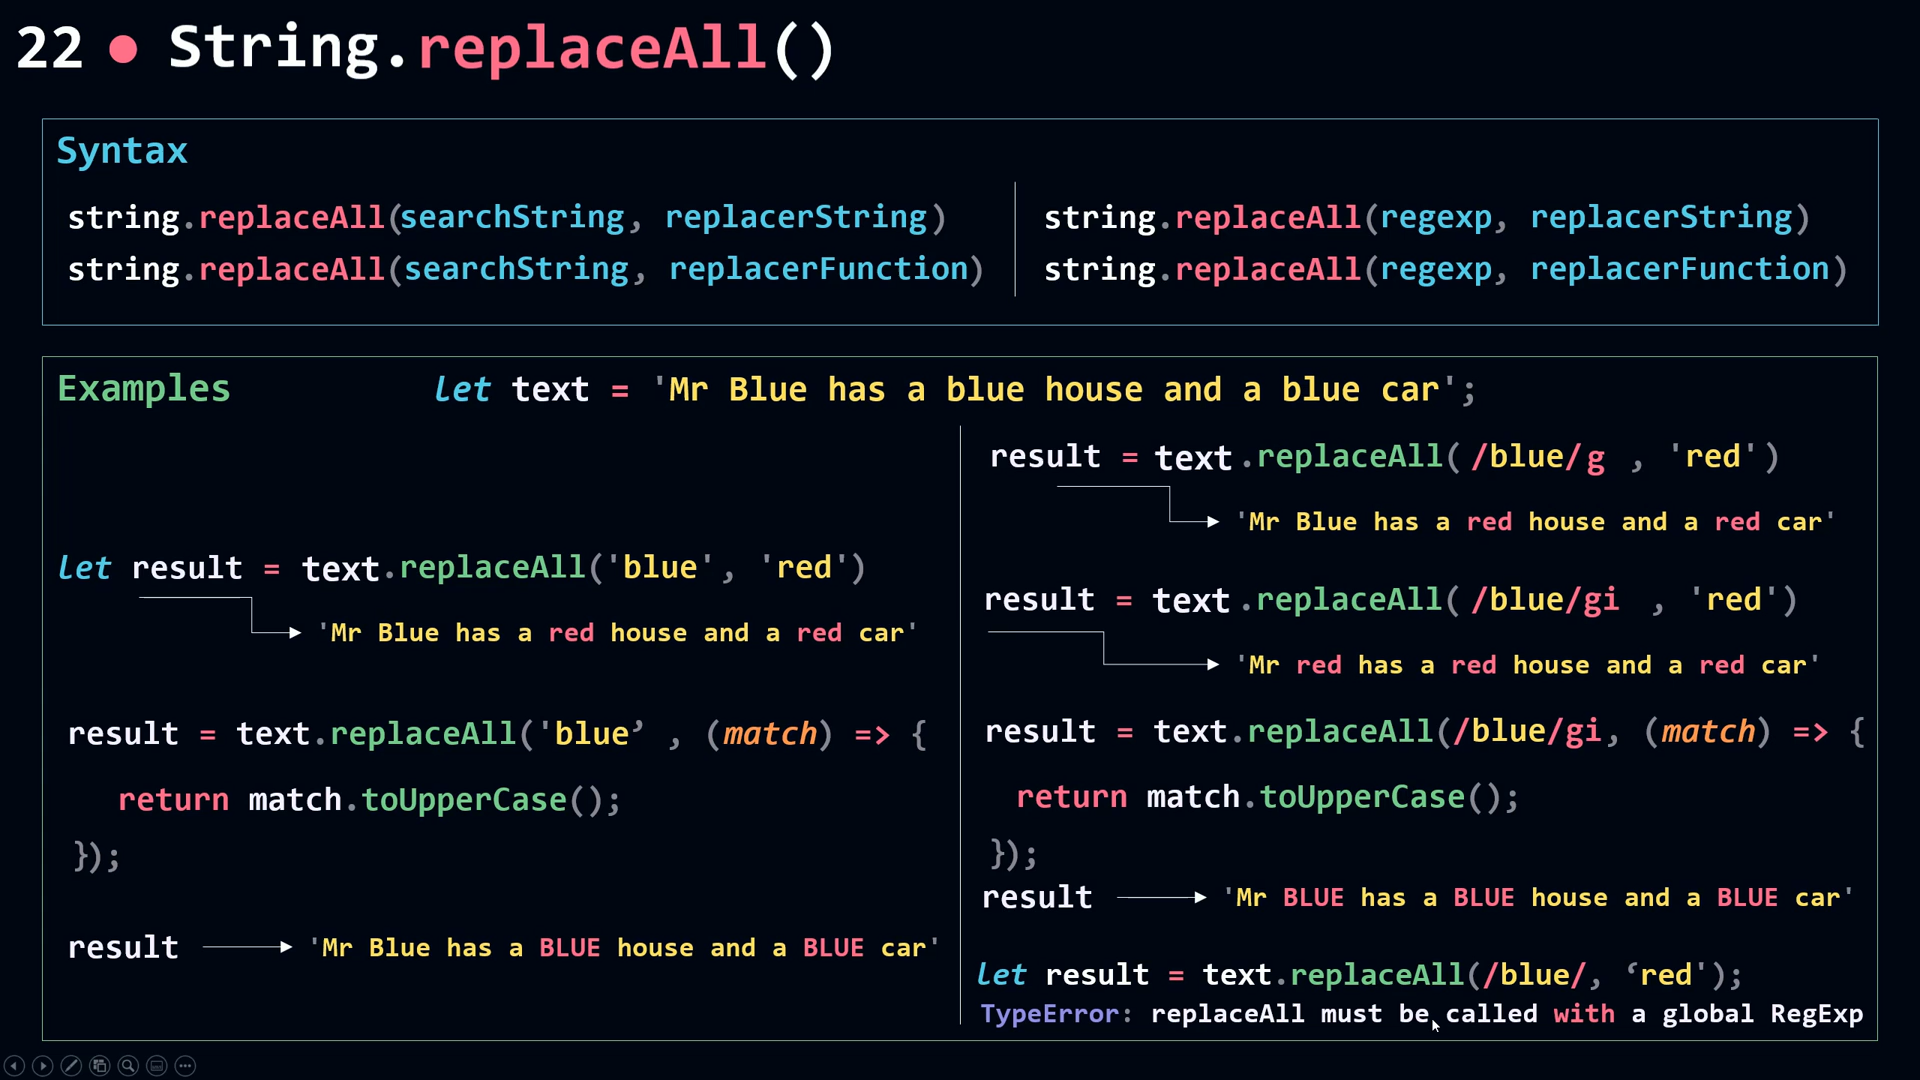 22 • String.replaceAll()
Syntax
string.replaceAll(searchString, replacerString)
string.replaceAll(searchString, replacerFunction)
string.replaceAll(regexp, replacerString)
string.replaceAll(regexp, replacerFunction)
Examples
let text = 'Mr Blue has a blue house and a blue car';
let result = text.replaceAll('blue', 'red')
'Mr Blue has a red house and a red car'
result = text.replaceAll('blue’ , (match) => {
return match.toUpperCase();
});
result
'Mr Blue has a BLUE house and a BLUE car'
result = text.replaceAll(/blue/g , 'red')
'Mr Blue has a red house and a red car'
result = text.replaceAll(/blue/gi , 'red')
'Mr red has a red house and a red car'
result = text.replaceAll(/blue/gi, (match) => {
return match.toUpperCase();
});
result
'Mr BLUE has a BLUE house and a BLUE car'
let result = text.replaceAll(/blue/, ‘red');
TypeError: replaceAll must be called with a global RegExp